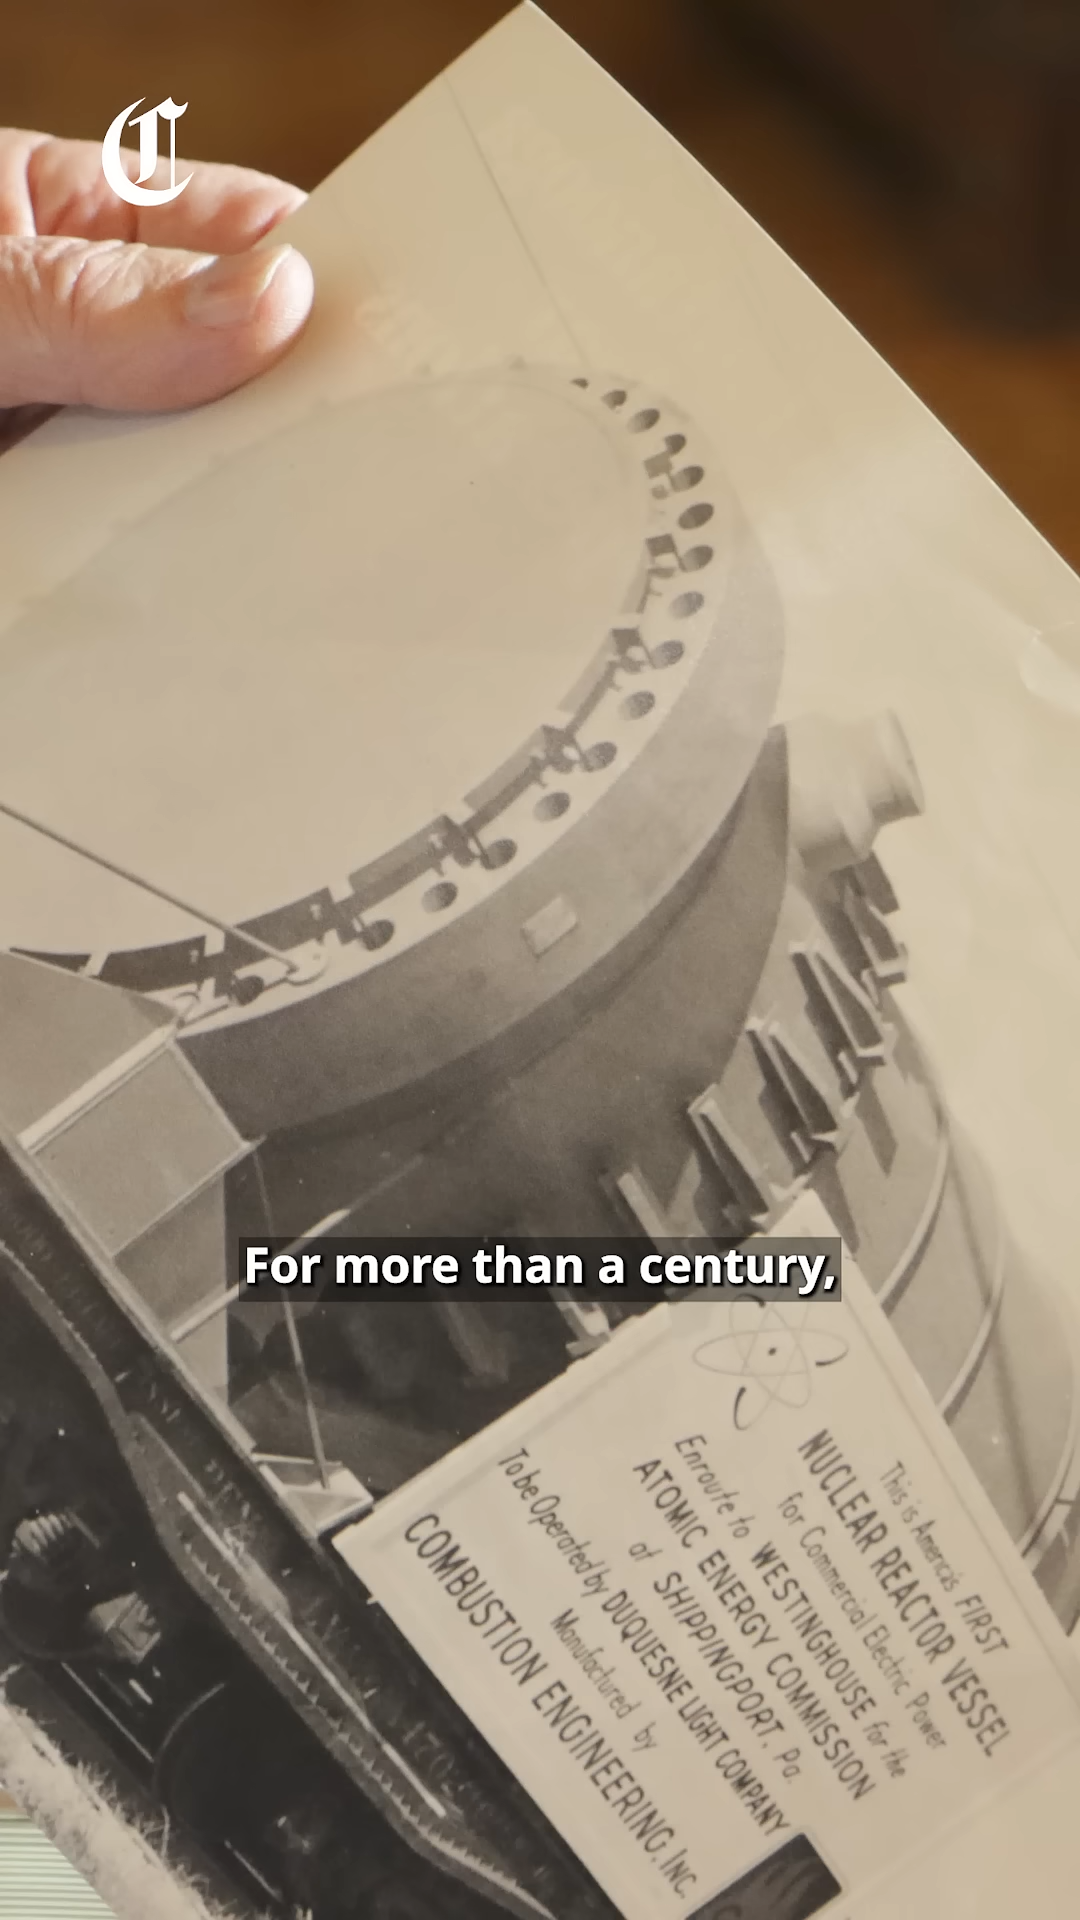 C
For more than a century,
This is America's FIRST
NUCLEAR REACTOR VESSEL
for Commercial Electric Power
Enroute to WESTINGHOUSE for the
ATOMIC ENERGY COMMISSION
at SHIPPINGPORT, Pa.
To be Operated by DUQUESNE LIGHT COMPANY
Manufactured by
COMBUSTION ENGINEERING, INC.